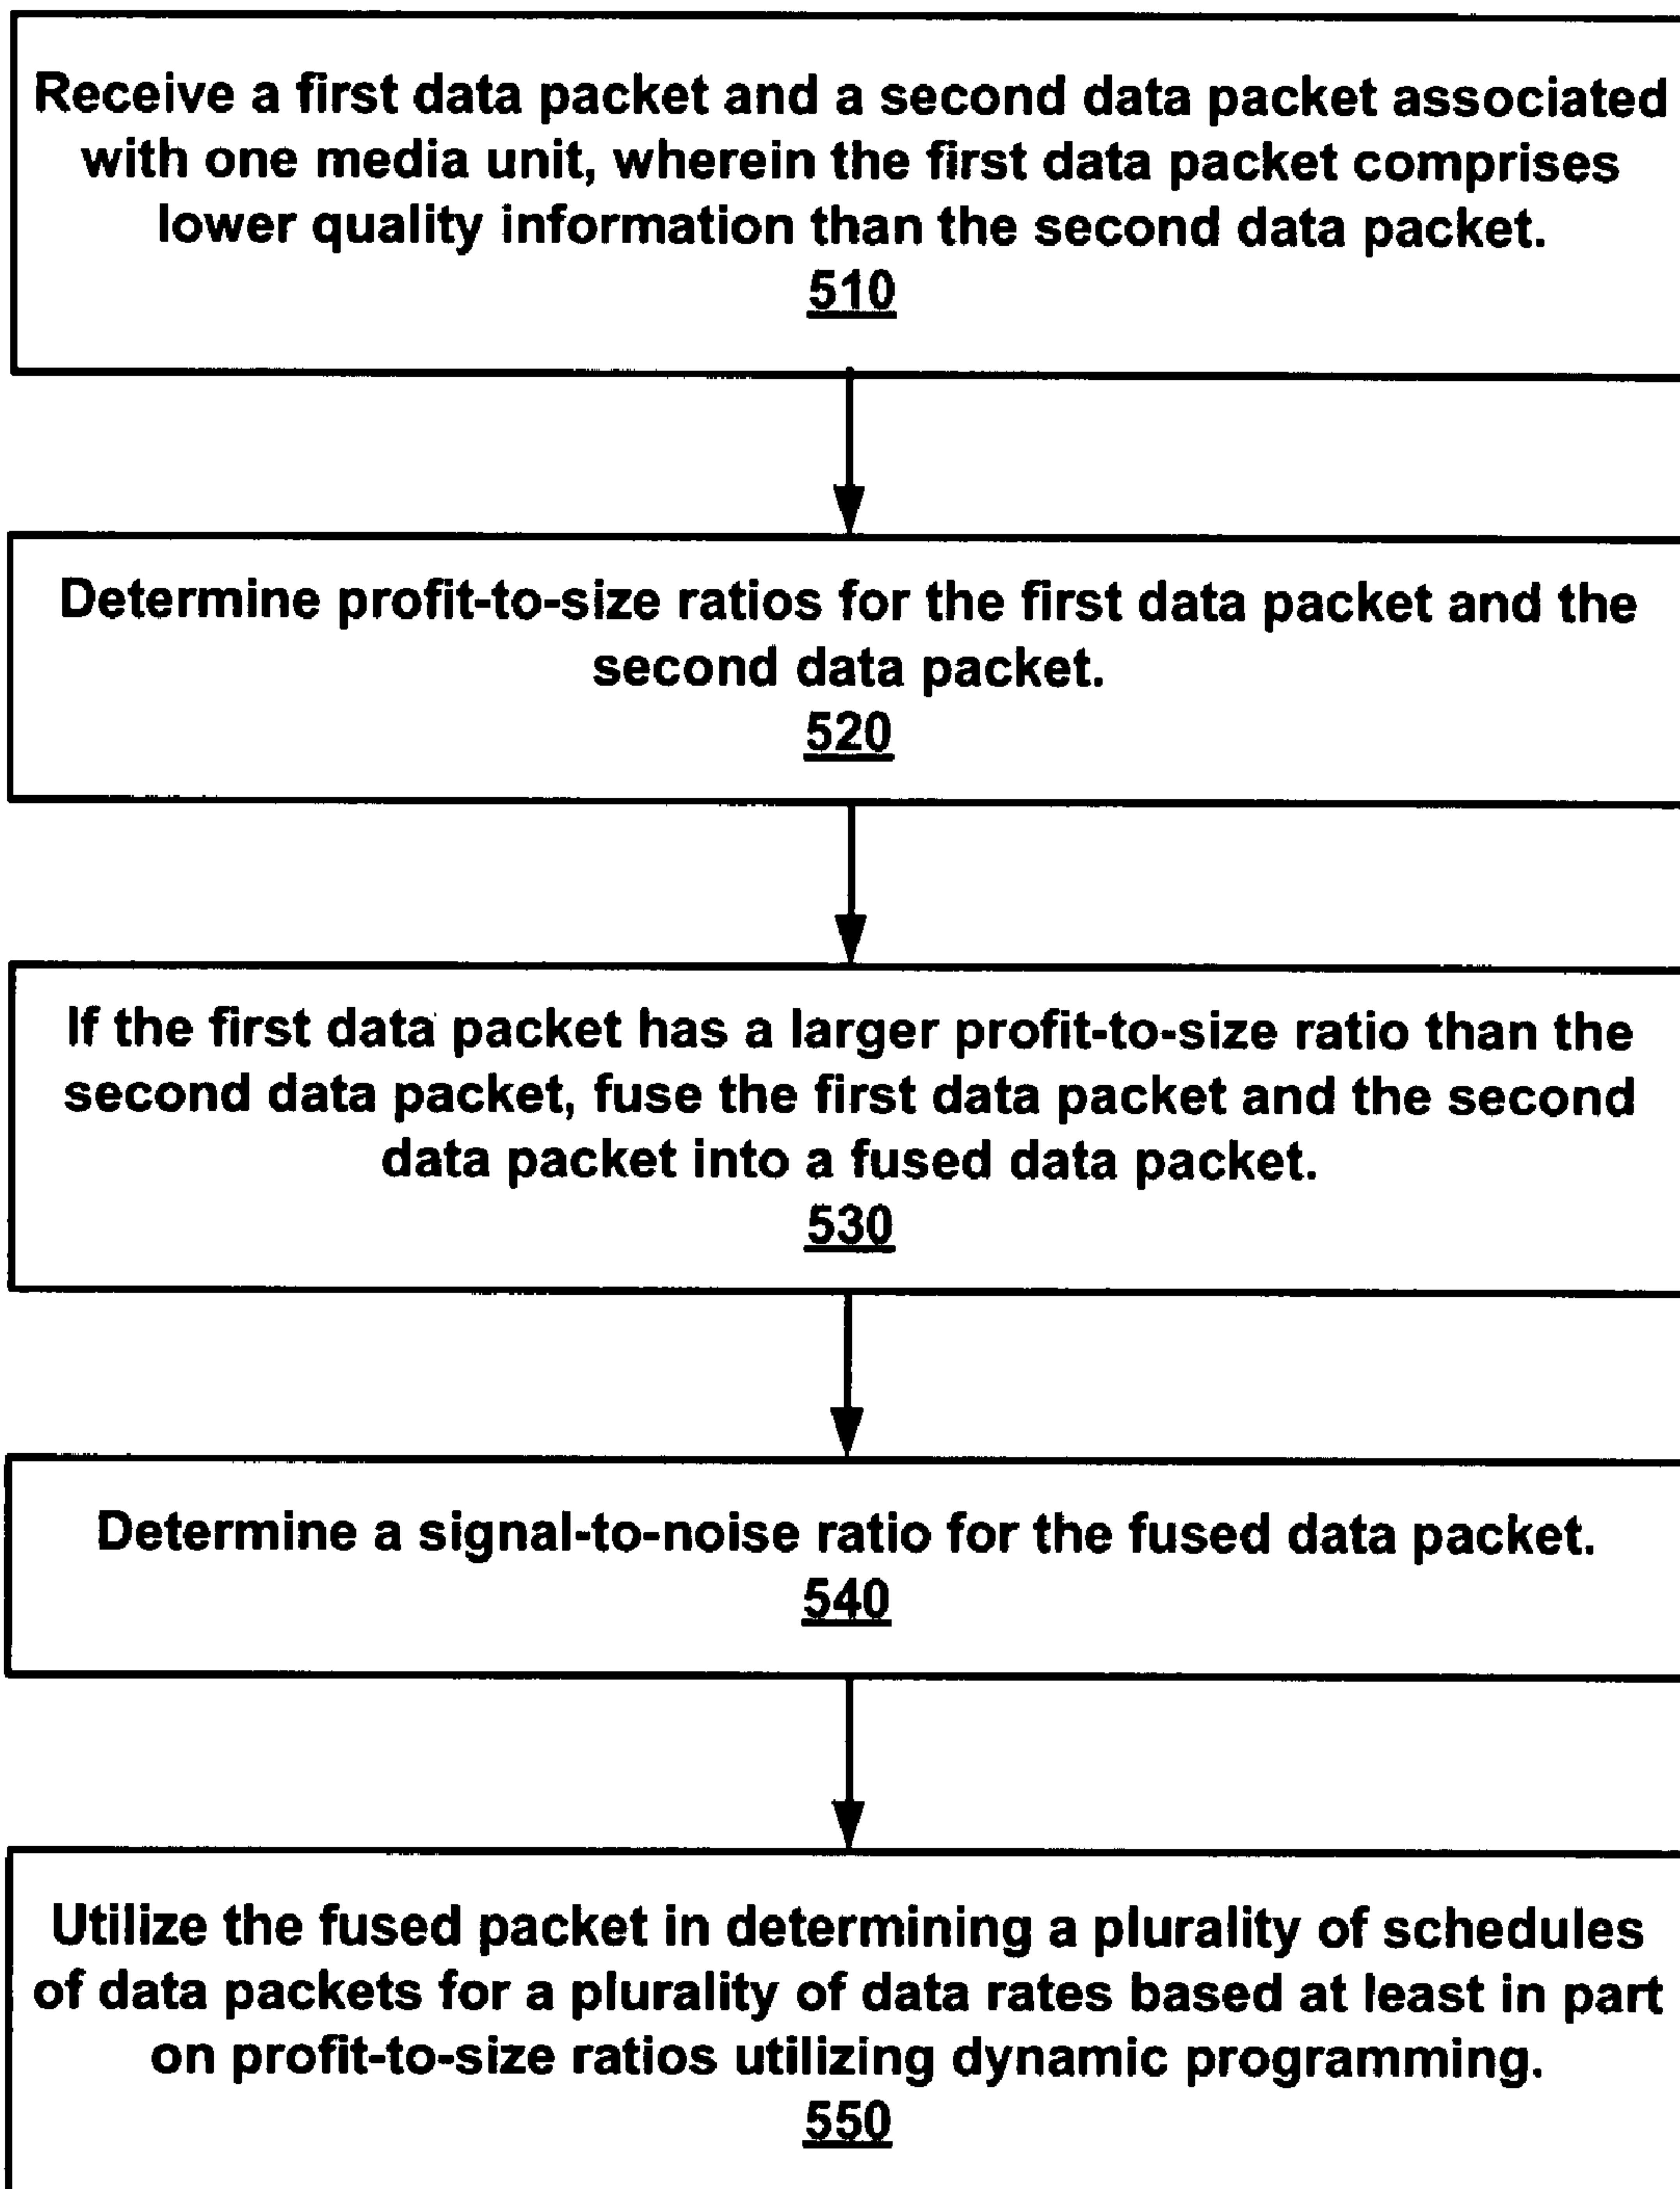 Receive a first data packet and a second data packet associated
with one media unit, wherein the first data packet comprises
lower quality information than the second data packet.
510
Determine profit-to-size ratios for the first data packet and the
second data packet.
520
If the first data packet has a larger profit-to-size ratio than the
second data packet, fuse the first data packet and the second
data packet into a fused data packet.
530
Determine a signal-to-noise ratio for the fused data packet.
540
Utilize the fused packet in determining a plurality of schedules
of data packets for a plurality of data rates based at least in part
on profit-to-size ratios utilizing dynamic programming.
550